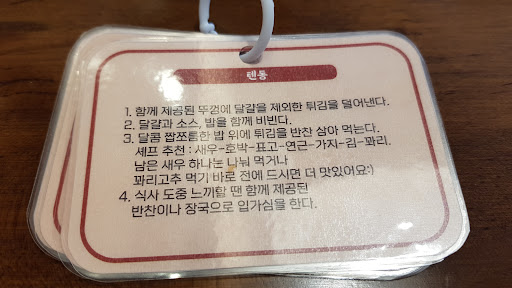 텐동
1. 함께 제공된 뚜껑에 달걀을 제외한 튀김을 덜어낸다.
2. 달걀과 소스, 밥을 함께 비빈다.
3. 달콤 짭쪼름한 밥 위에 튀김을 반찬 삼아 먹는다.
셰프 추천 : 새우-호박-표고-연근-가지-김-꽈리.
남은 새우 하나는 나눠 먹거나
꽈리고추 먹기 바로 전에 드시면 더 맛있어요:)
4. 식사 도중 느끼할 땐 함께 제공된
반찬이나 장국으로 입가심을 한다.